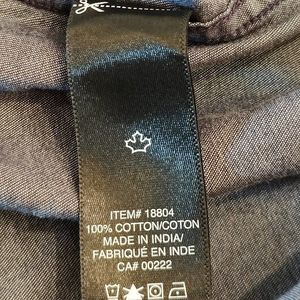 ITEM# 18804
100% COTTON/COTON
MADE IN INDIA/
FABRIQUÉ EN INDE
CA# 00222